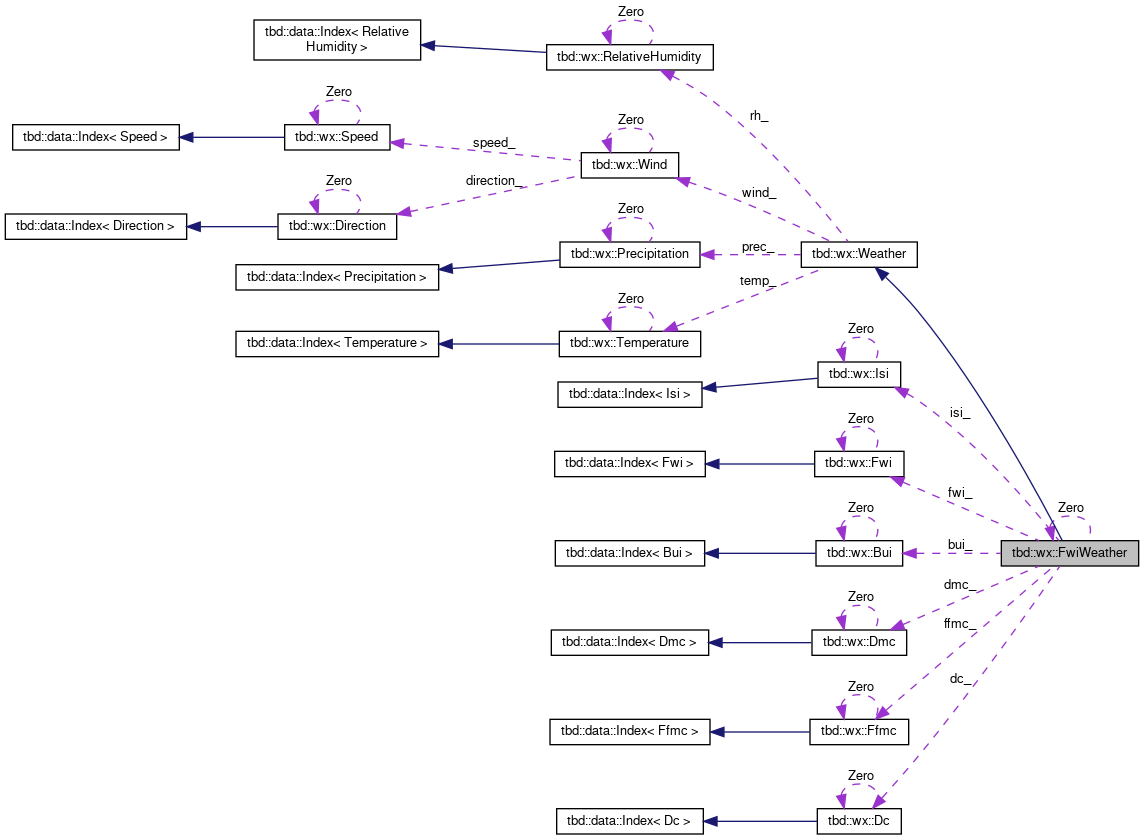 Zero
tbd::data::Index< Relative
Humidity >
tbd::wx::RelativeHumidity
Zero
rh_
Zero
tbd::data::Index< Speed >
tbd::wx::Speed
speed_
tbd::wx::Wind
Zero
direction_
wind_
Zero
tbd::data::Index< Direction >
tbd::wx::Direction
prec_
tbd::wx::Precipitation
tbd::wx::Weather
tbd::data::Index< Precipitation >
temp_
Zero
Zero
tbd::data::Index< Temperature >
tbd::wx::Temperature
tbd::wx::Isi
tbd::data::Index< Isi >
isi_
Zero
tbd::data::Index< Fwi >
tbd::wx::Fwi
fwi_
Zero
Zero
bui_
tbd::data::Index< Bui >
tbd::wx::Bui
tbd::wx::FwiWeather
dmc_
Zero
ffmc_
tbd::data::Index< Dmc >
tbd::wx::Dmc
dc_
Zero
tbd::data::Index< Ffmc >
tbd::wx::Ffmc
Zero
tbd::data::Index< Dc >
tbd::wx::Dc